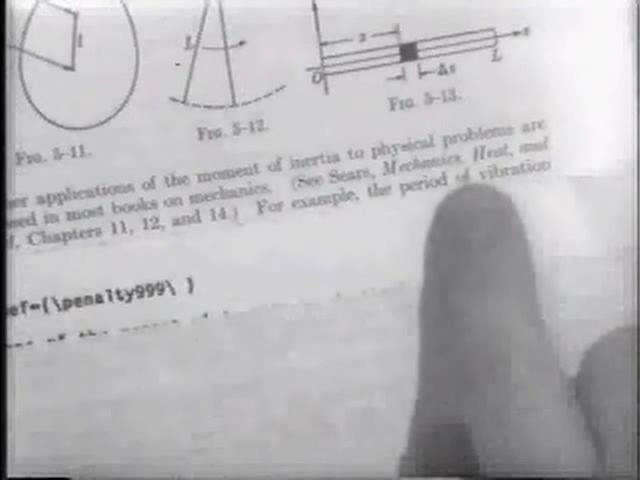 l
L
x
x
O
L
Δx
Fig. 5-11.
Fig. 5-12.
Fig. 5-13.
er applications of the moment of inertia to physical problems are
sed in most books on mechanics. (See Sears, Mechanics, Heat, and
d, Chapters 11, 12, and 14.) For example, the period of vibration
ef={\penalty999\ }
of the